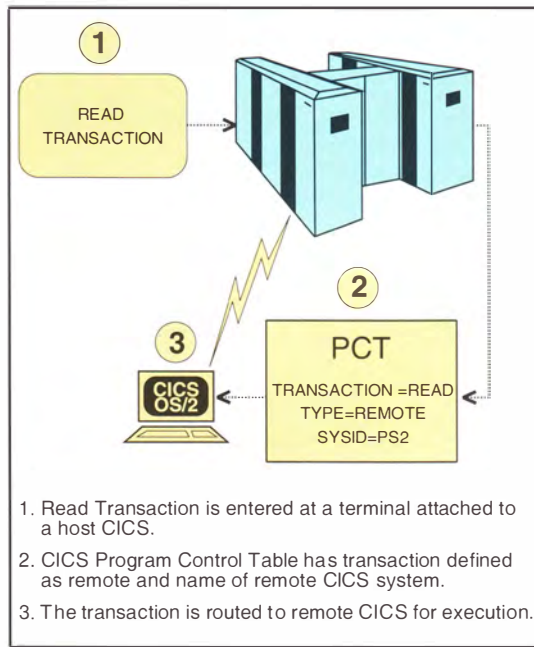 1
READ
TRANSACTION
2
3
CICS
OS/2
PCT
TRANSACTION =READ
TYPE=REMOTE
SYSID=PS2
1. Read Transaction is entered at a terminal attached to
a host CICS.
2. CICS Program Control Table has transaction defined
as remote and name of remote CICS system.
3. The transaction is routed to remote CICS for execution.